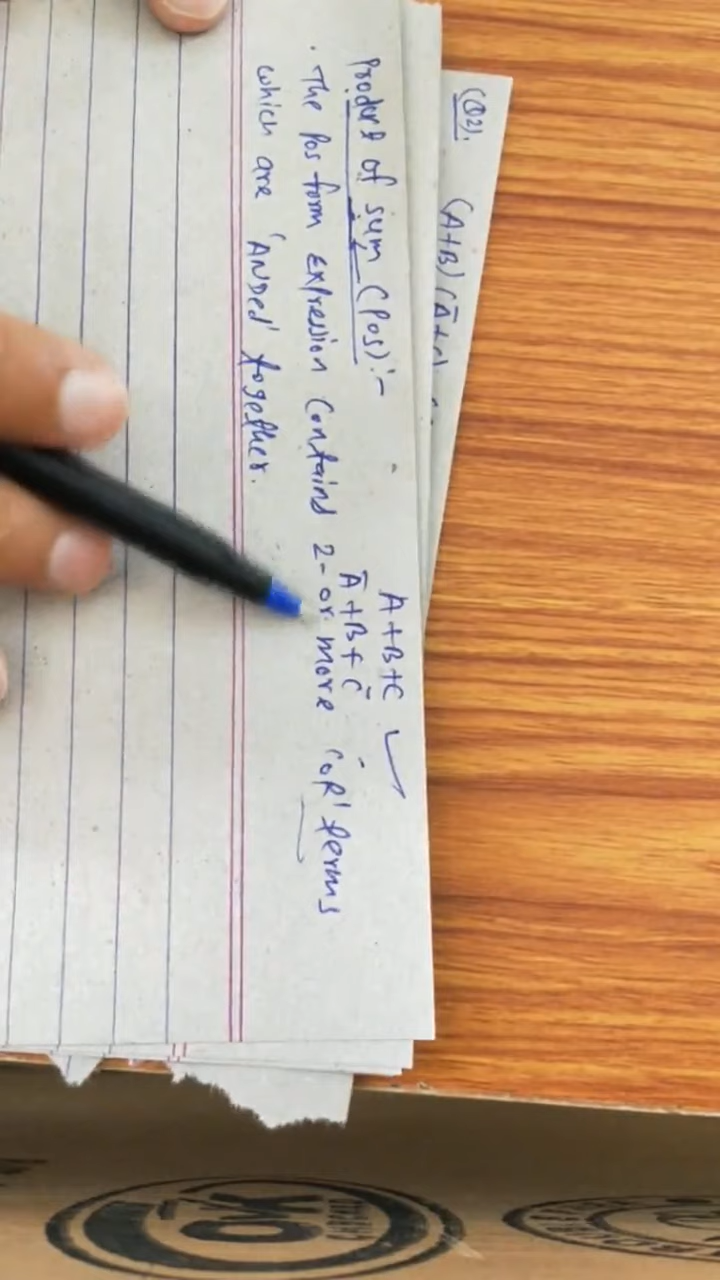 (Q2). (A+B) (Ā+C)
A+B+C
Product of sum (Pos) :-
Ā+B+C̄
. The Pos form expression Contains 2-or more 'OR' terms
which are 'ANDed' together.
OK